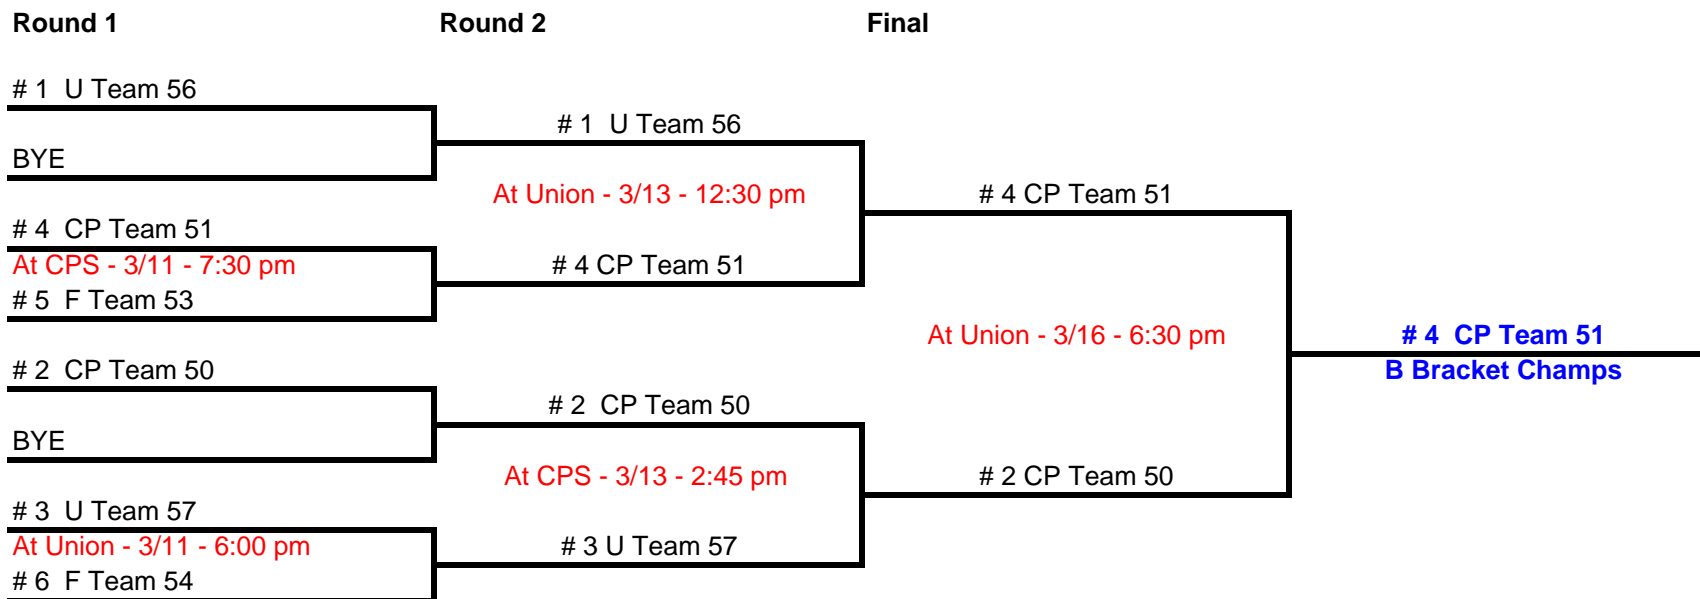 Round 1 Round 2 Final
# 1 U Team 56
# 1 U Team 56
BYE
At Union - 3/13 - 12:30 pm
# 4 CP Team 51
# 4 CP Team 51
At CPS - 3/11 - 7:30 pm
# 4 CP Team 51
# 5 F Team 53
At Union - 3/16 - 6:30 pm
# 4 CP Team 51
B Bracket Champs
# 2 CP Team 50
# 2 CP Team 50
BYE
At CPS - 3/13 - 2:45 pm
# 2 CP Team 50
# 3 U Team 57
At Union - 3/11 - 6:00 pm
# 3 U Team 57
# 6 F Team 54